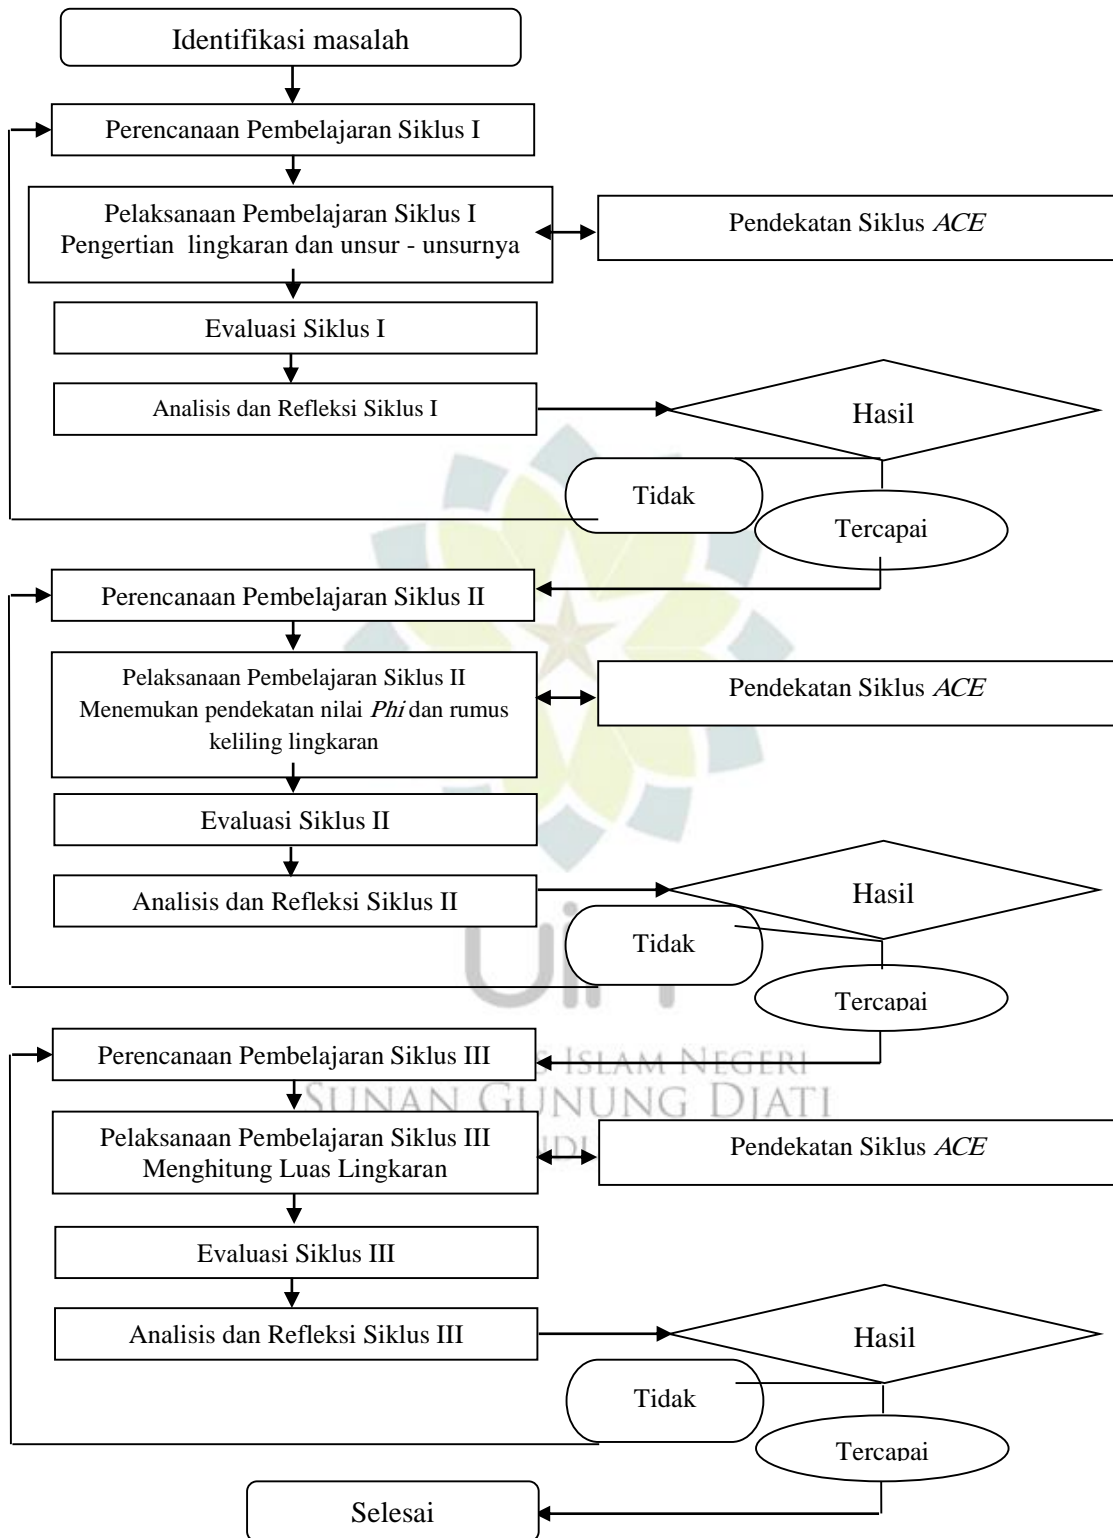 Identifikasi masalah
Perencanaan Pembelajaran Siklus I
Pelaksanaan Pembelajaran Siklus I
Pengertian lingkaran dan unsur - unsurnya
Pendekatan Siklus ACE
Evaluasi Siklus I
Analisis dan Refleksi Siklus I
Hasil
Tidak
Tercapai
Perencanaan Pembelajaran Siklus II
Pelaksanaan Pembelajaran Siklus II
Menemukan pendekatan nilai Phi dan rumus
keliling lingkaran
Pendekatan Siklus ACE
Evaluasi Siklus II
Analisis dan Refleksi Siklus II
Hasil
Tidak
Tercapai
Perencanaan Pembelajaran Siklus III
ISLAM NEGERI
SUNAN GUNUNG DJATI
Pelaksanaan Pembelajaran Siklus III
Menghitung Luas Lingkaran
Pendekatan Siklus ACE
Evaluasi Siklus III
Analisis dan Refleksi Siklus III
Hasil
Tidak
Tercapai
Selesai